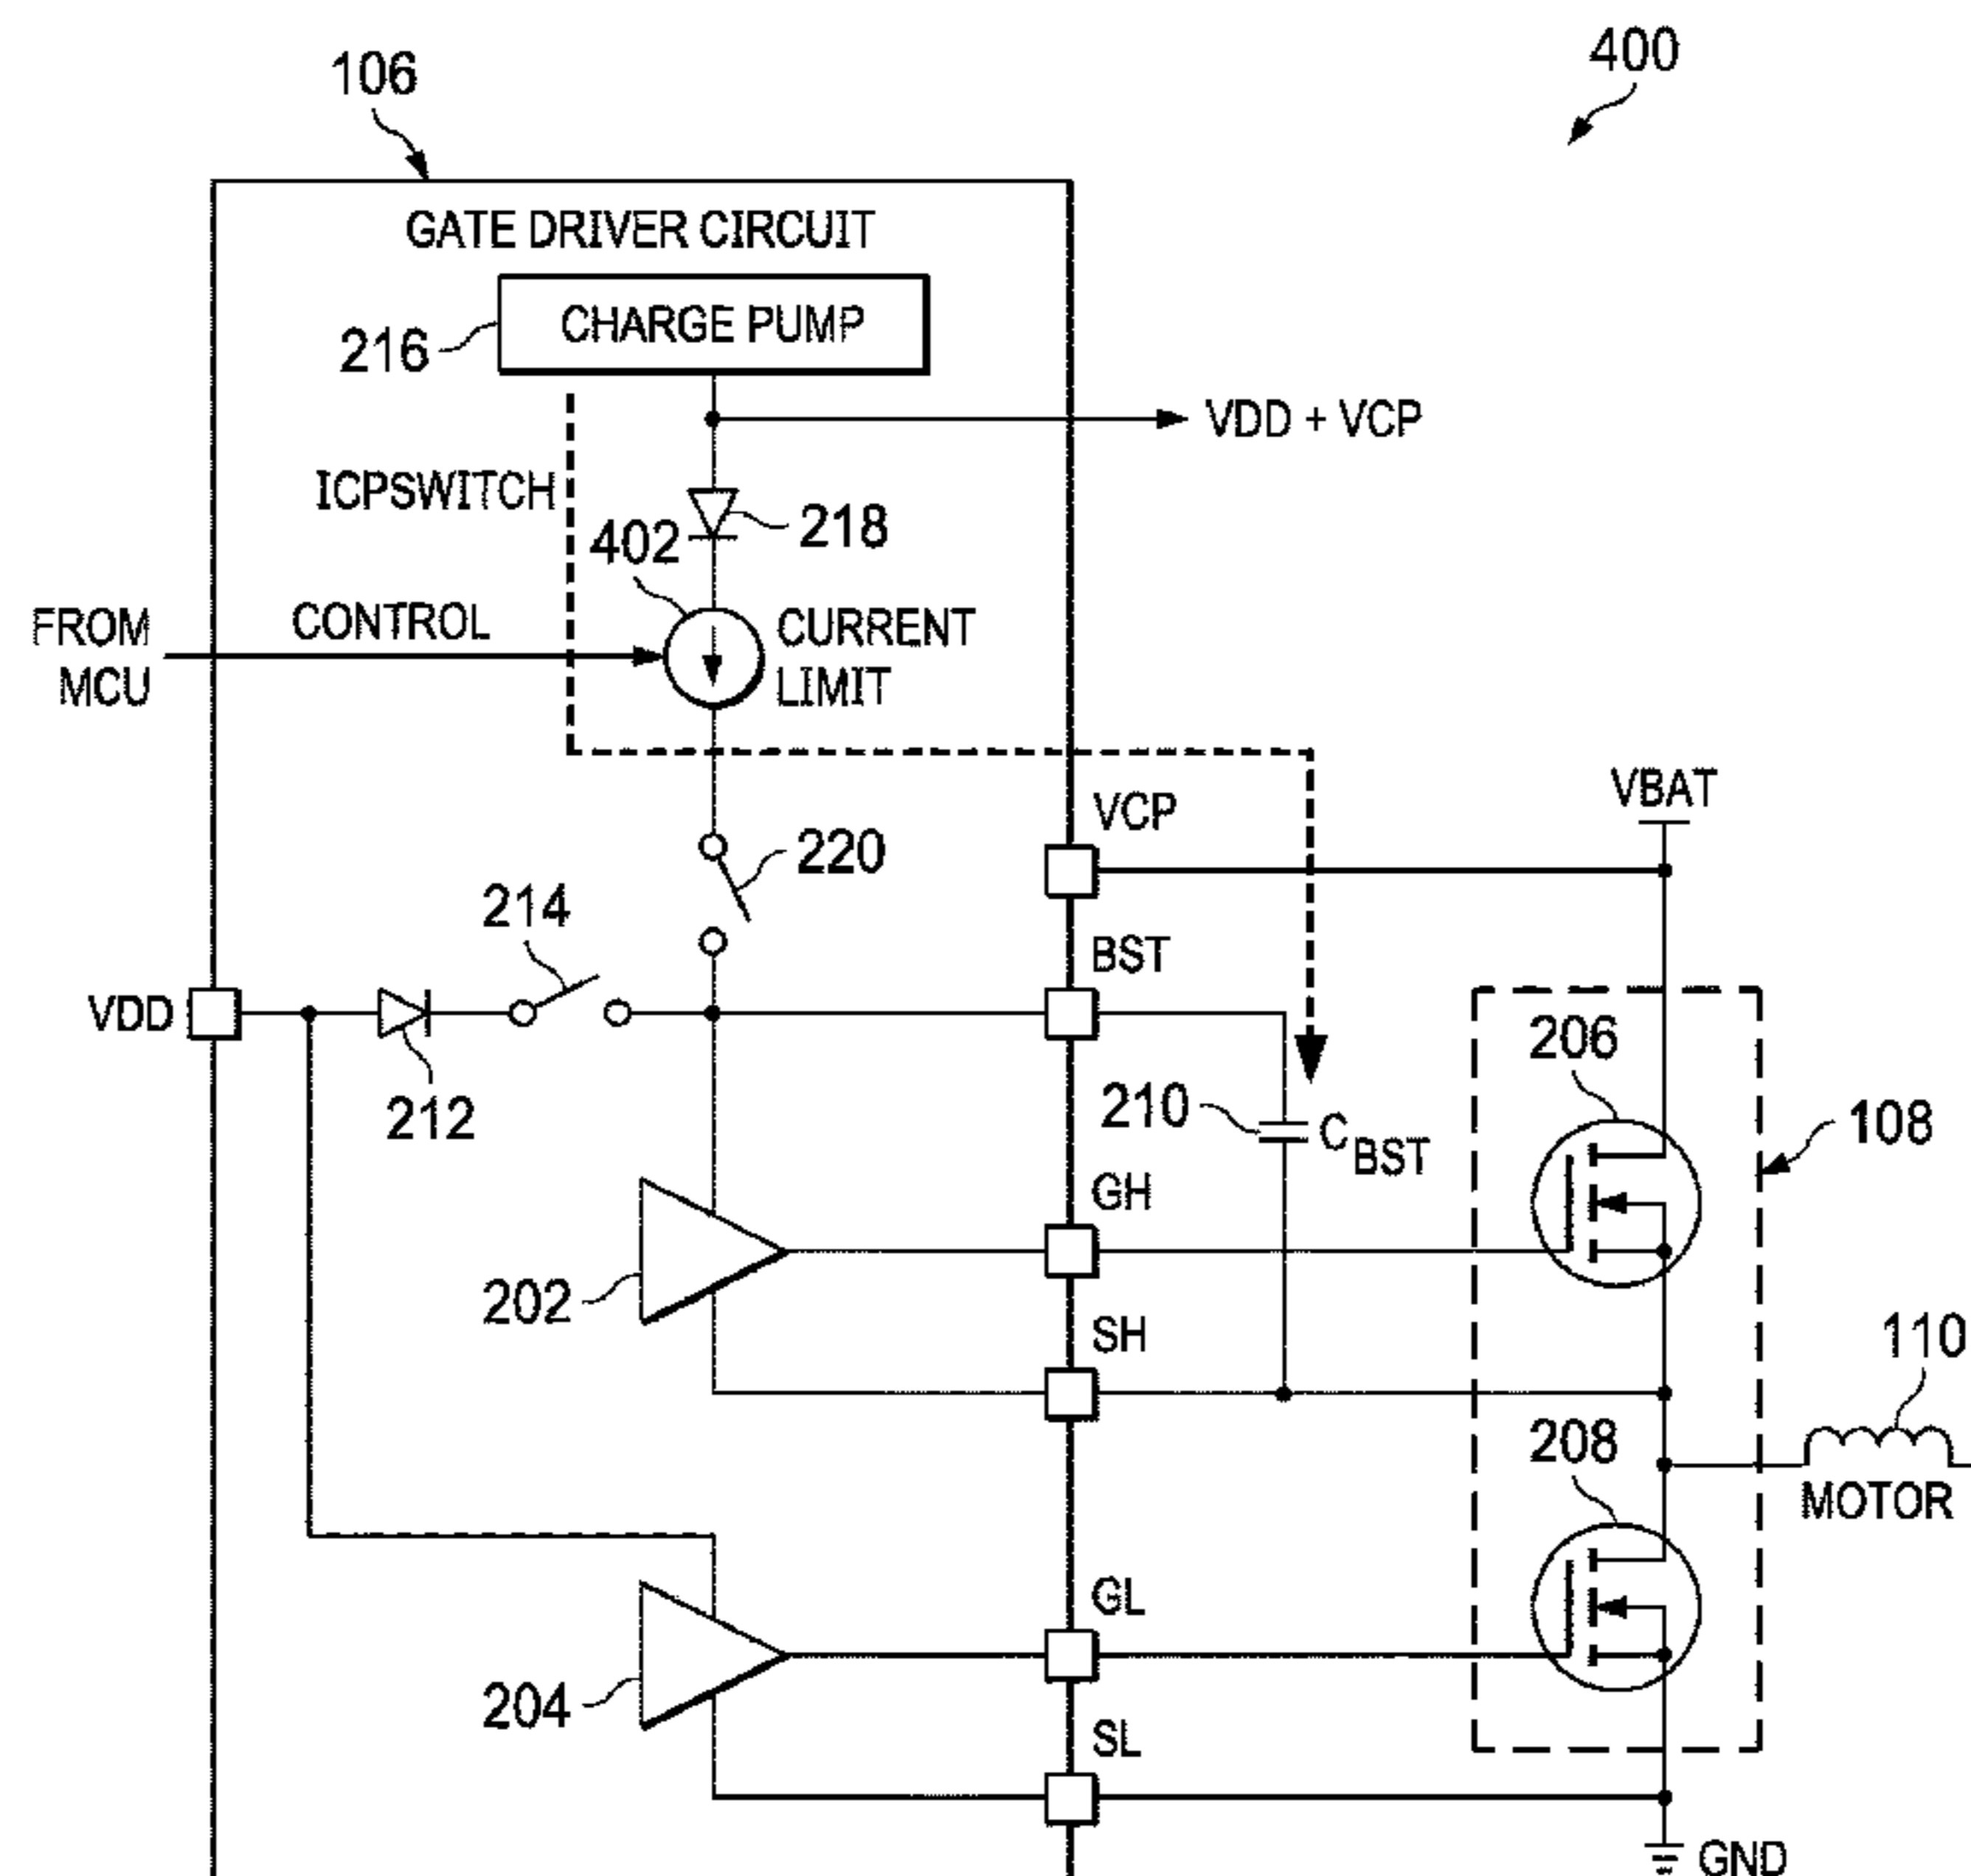 400
106
GATE DRIVER CIRCUIT
CHARGE PUMP
216
VDD + VCP
ICPSWITCH
218
402
FROM
MCU
CONTROL
CURRENT
LIMIT
VCP
VBAT
220
214
BST
VDD
206
212
210
C BST
108
GH
202
SH
110
208
MOTOR
GL
204
SL
GND